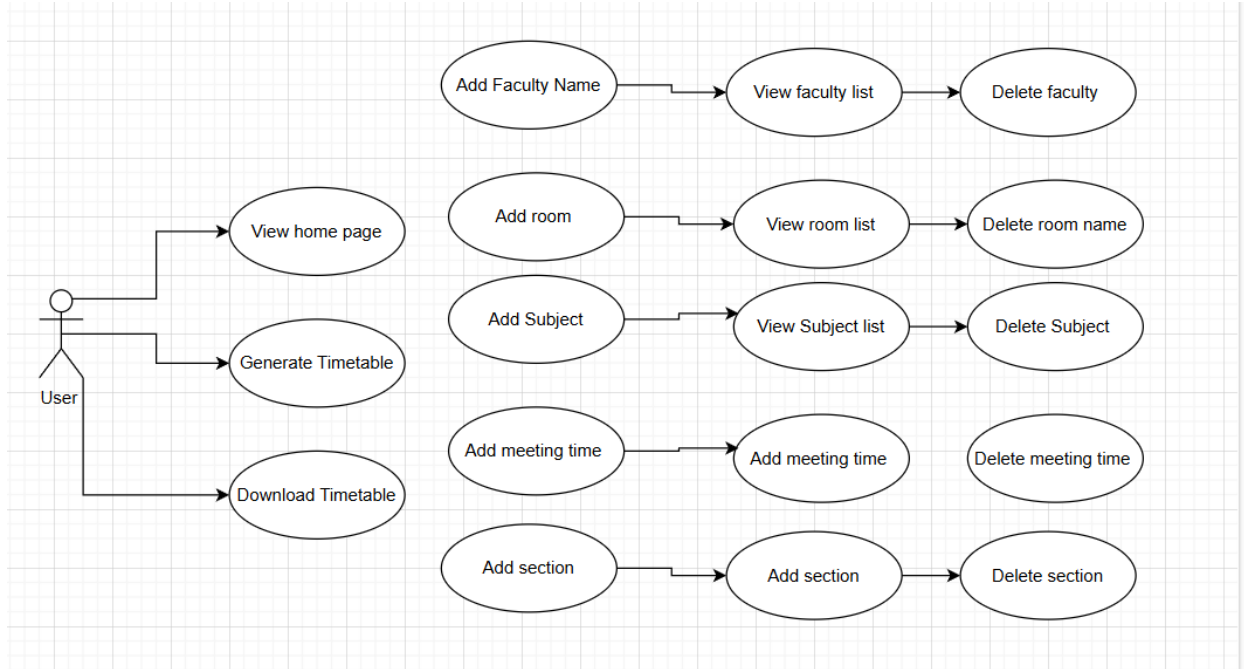 Add Faculty Name
View faculty list
Delete faculty
Add room
View room list
Delete room name
View home page
Add Subject
View Subject list
Delete Subject
Generate Timetable
User
Add meeting time
Add meeting time
Delete meeting time
Download Timetable
Add section
Add section
Delete section